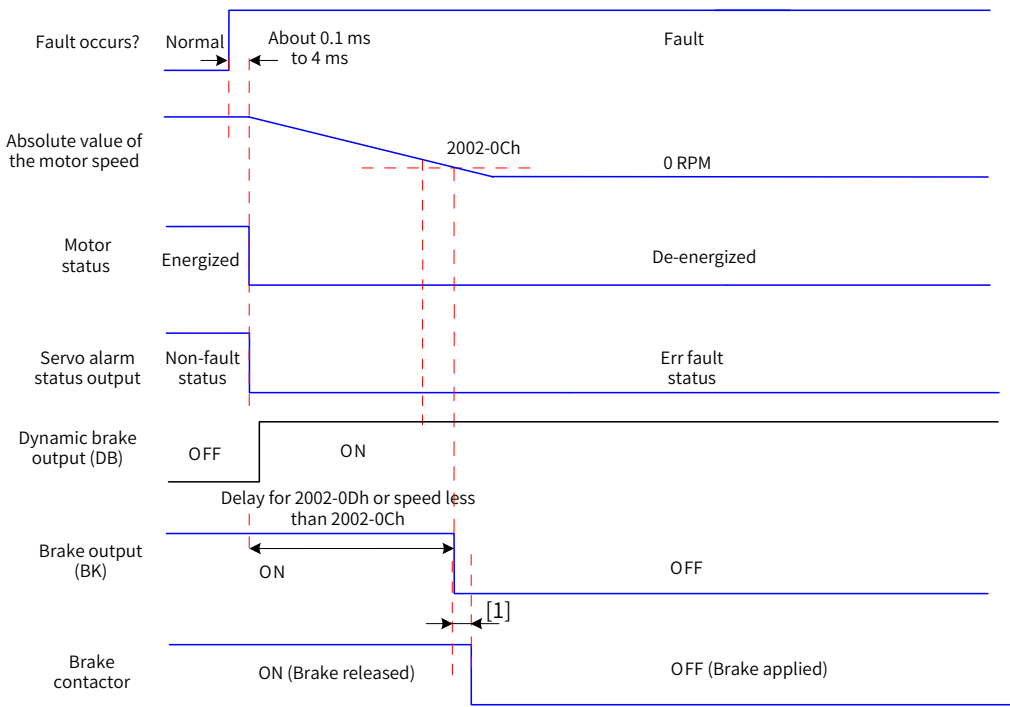 Fault occurs?
Normal
About 0.1 ms
to 4 ms
Fault
Absolute value of
the motor speed
2002-0Ch
0 RPM
Motor
status
Energized
De-energized
Servo alarm
status output
Non-fault
status
Err fault
status
Dynamic brake
output (DB)
OFF
ON
Delay for 2002-0Dh or speed less
than 2002-0Ch
Brake output
(BK)
ON
OFF
[1]
Brake
contactor
ON (Brake released)
OFF (Brake applied)